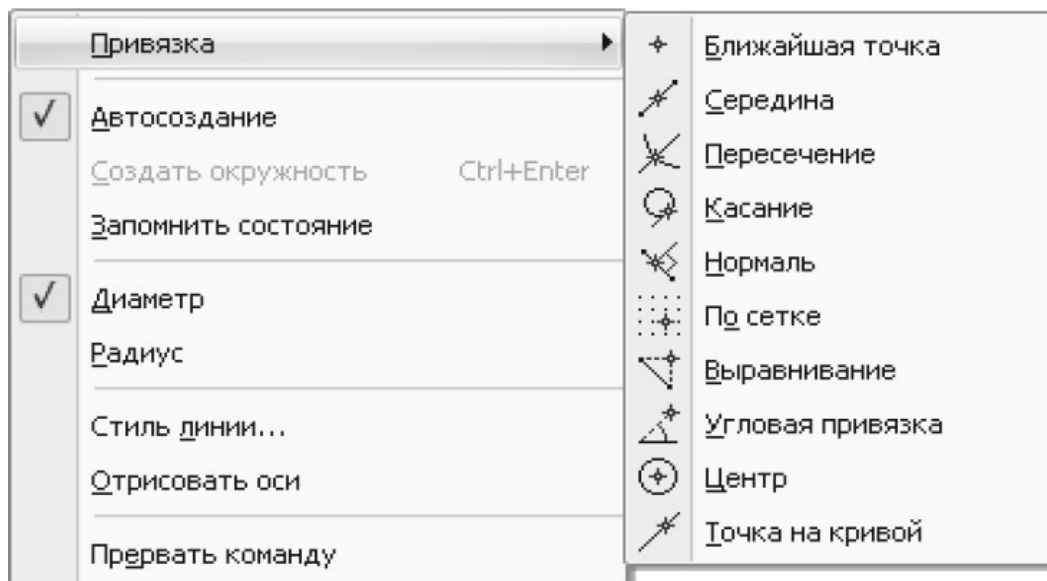 Привязка
Автосоздание
Создать окружность Ctrl+Enter
Запомнить состояние
Диаметр
Радиус
Стиль линии...
Отрисовать оси
Прервать команду
Ближайшая точка
Середина
Пересечение
Касание
Нормаль
По сетке
Выравнивание
Угловая привязка
Центр
Точка на кривой